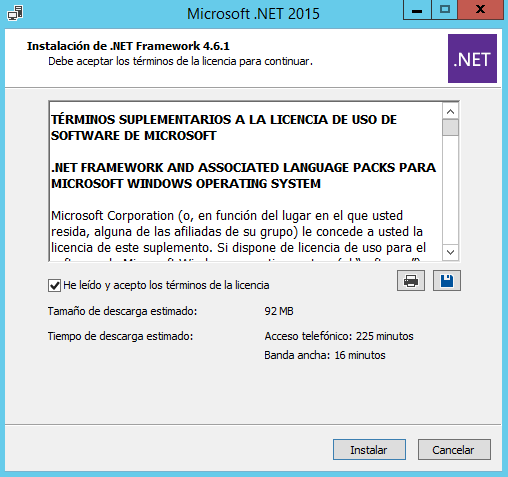 Microsoft .NET 2015
Instalación de .NET Framework 4.6.1
Debe aceptar los términos de la licencia para continuar.
.NET
TÉRMINOS SUPLEMENTARIOS A LA LICENCIA DE USO DE
SOFTWARE DE MICROSOFT
.NET FRAMEWORK AND ASSOCIATED LANGUAGE PACKS PARA
MICROSOFT WINDOWS OPERATING SYSTEM
Microsoft Corporation (o, en función del lugar en el que usted
resida, alguna de las afiliadas de su grupo) le concede a usted la
licencia de este suplemento. Si dispone de licencia de uso para el
He leído y acepto los términos de la licencia
Tamaño de descarga estimado:
92 MB
Tiempo de descarga estimado:
Acceso telefónico: 225 minutos
Banda ancha: 16 minutos
Instalar
Cancelar